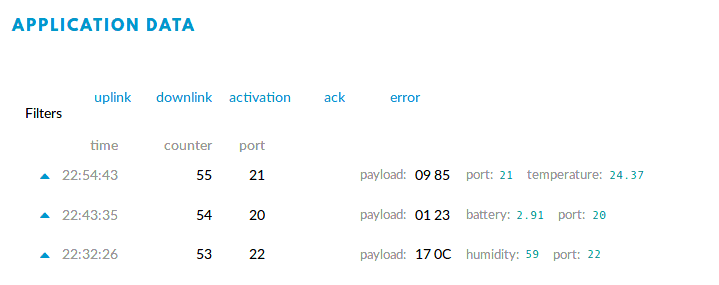 APPLICATION DATA
Filters uplink downlink activation ack error
time counter port
22:54:43 55 21 payload: 09 85 port: 21 temperature: 24.37
22:43:35 54 20 payload: 01 23 battery: 2.91 port: 20
22:32:26 53 22 payload: 17 0C humidity: 59 port: 22